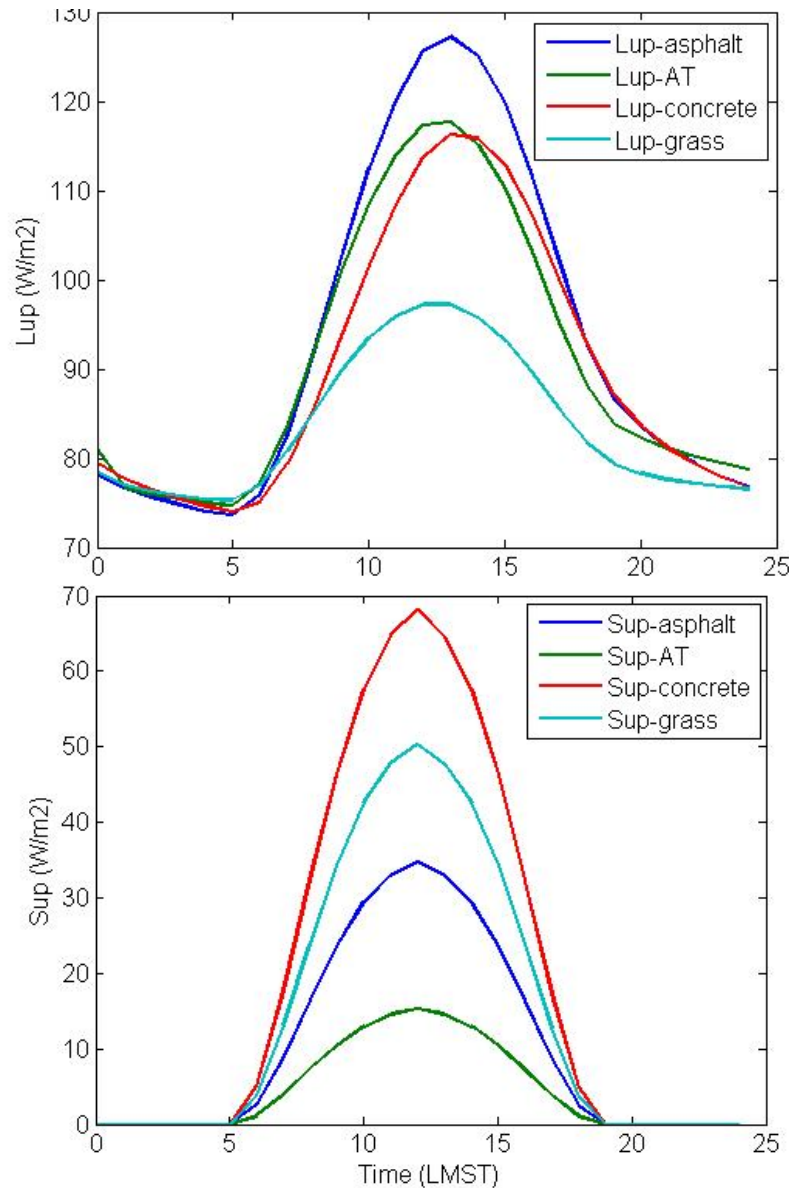 130
120
110
100
90
80
70
Lup (W/m2)
Lup-asphalt
Lup-AT
Lup-concrete
Lup-grass
0 5 10 15 20 25
70
60
50
40
30
20
10
0
Sup (W/m2)
Sup-asphalt
Sup-AT
Sup-concrete
Sup-grass
0 5 10 15 20 25
Time (LMST)